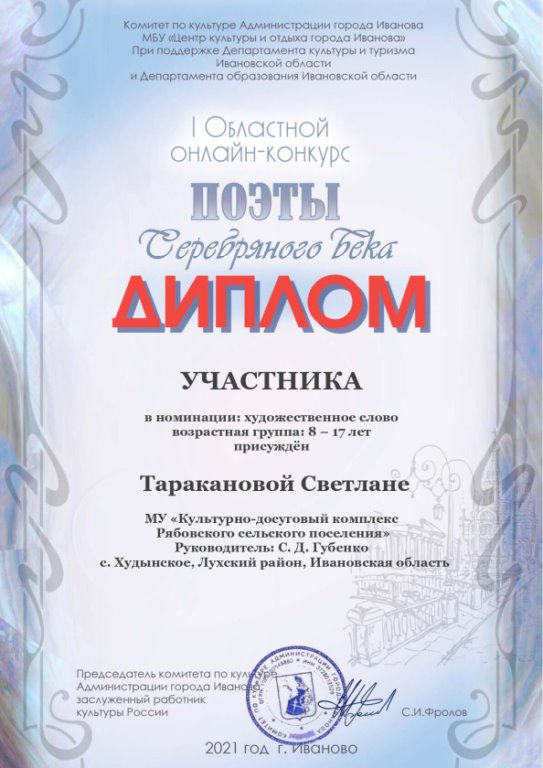 Комитет по культуре Администрации города Иванова
МБУ «Центр культуры и отдыха города Иванова»
При поддержке Департамента культуры и туризма
Ивановской области
и Департамента образования Ивановской области
I Областной
онлайн-конкурс
ПОЭТЫ
Серебряного века
ДИПЛОМ
УЧАСТНИКА
в номинации: художественное слово
возрастная группа: 8 – 17 лет
присуждён
Таракановой Светлане
МУ «Культурно-досуговый комплекс
Рябовского сельского поселения»
Руководитель: С. Д. Губенко
с. Худынское, Лухский район, Ивановская область
Председатель комитета по культуре
Администрации города Иванова,
заслуженный работник
культуры России
С.И.Фролов
2021 год г. Иваново